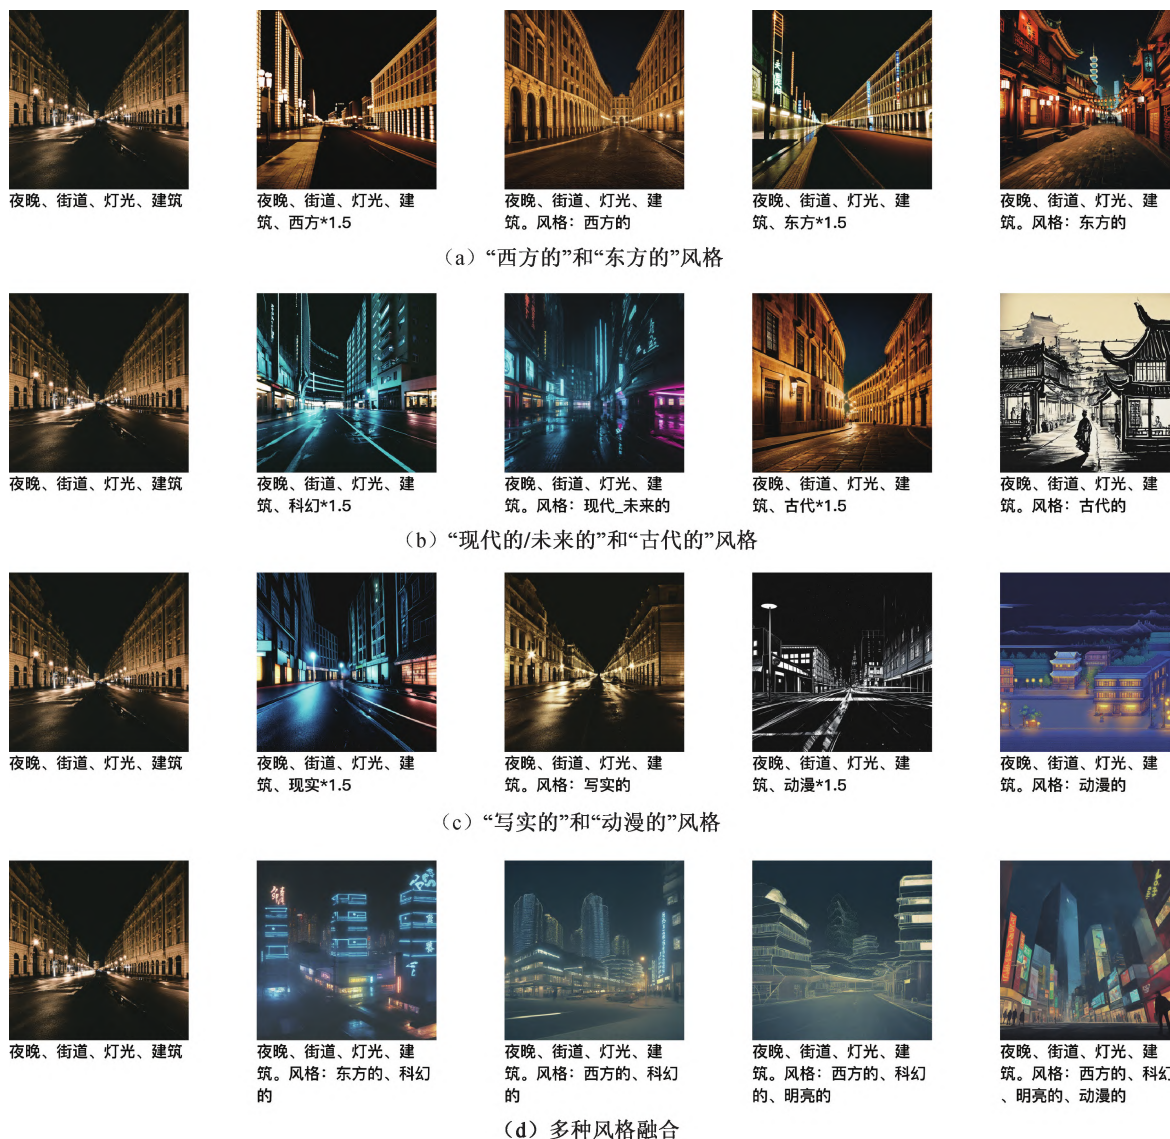 夜晚、街道、灯光、建筑
夜晚、街道、灯光、建
筑、西方*1.5
夜晚、街道、灯光、建
筑。风格：西方的
夜晚、街道、灯光、建
筑、东方*1.5
夜晚、街道、灯光、建
筑。风格：东方的
（a）“西方的”和“东方的”风格
夜晚、街道、灯光、建筑
夜晚、街道、灯光、建
筑、科幻*1.5
夜晚、街道、灯光、建
筑。风格：现代_未来的
夜晚、街道、灯光、建
筑、古代*1.5
夜晚、街道、灯光、建
筑。风格：古代的
（b）“现代的/未来的”和“古代的”风格
夜晚、街道、灯光、建筑
夜晚、街道、灯光、建
筑、现实*1.5
夜晚、街道、灯光、建
筑。风格：写实的
夜晚、街道、灯光、建
筑、动漫*1.5
夜晚、街道、灯光、建
筑。风格：动漫的
（c）“写实的”和“动漫的”风格
夜晚、街道、灯光、建筑
夜晚、街道、灯光、建
筑。风格：东方的、科幻
的
夜晚、街道、灯光、建
筑。风格：西方的、科幻
的
夜晚、街道、灯光、建
筑。风格：西方的、科幻
的、明亮的
夜晚、街道、灯光、建
筑。风格：西方的、科幻
、明亮的、动漫的
（d）多种风格融合